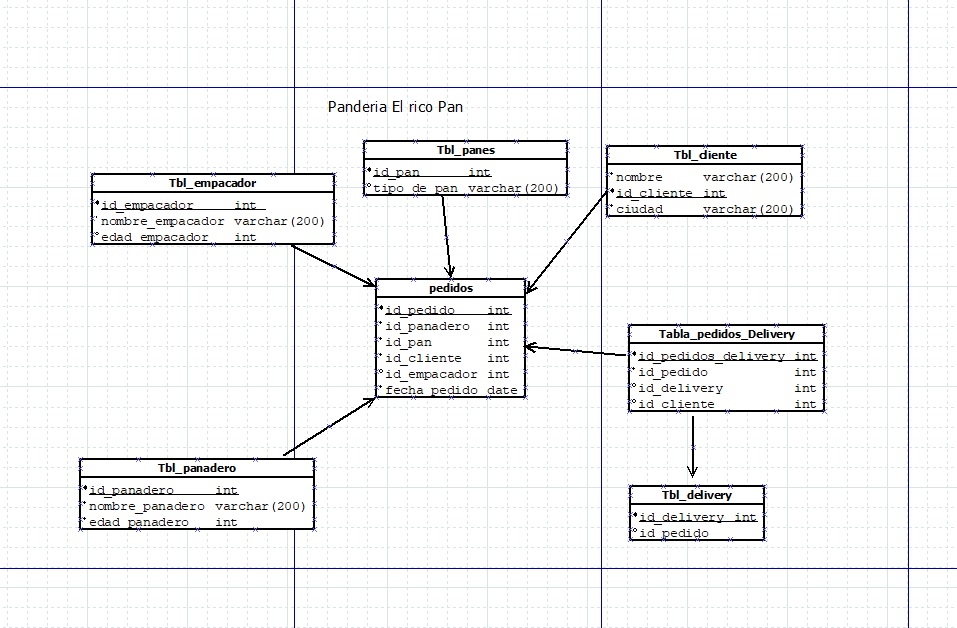 Panderia El rico Pan
Tbl_panes
id_pan int
tipo_de_pan varchar(200)
Tbl_cliente
nombre varchar(200)
id_cliente int
ciudad varchar(200)
Tbl_empacador
id_empacador int
nombre_empacador varchar(200)
edad_empacador int
pedidos
id_pedido int
id_panadero int
id_pan int
id_cliente int
id_empacador int
fecha_pedido date
Tabla_pedidos_Delivery
id_pedidos_delivery int
id_pedido int
id_delivery int
id_cliente int
Tbl_panadero
id_panadero int
nombre_panadero varchar(200)
edad_panadero int
Tbl_delivery
id_delivery int
id_pedido